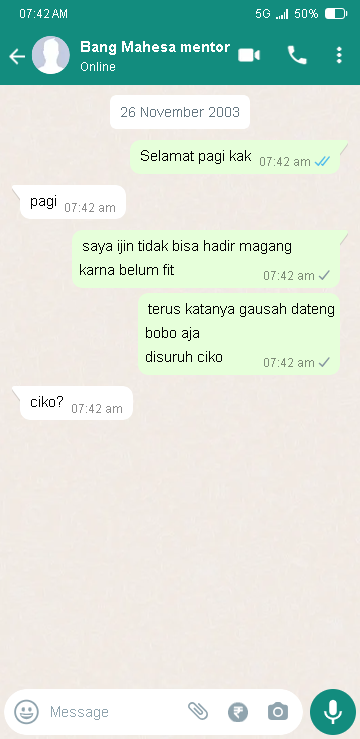 07:42 AM 5G 50%
Bang Mahesa mentor
Online
26 November 2003
Selamat pagi kak 07:42 am
pagi 07:42 am
saya ijin tidak bisa hadir magang
karna belum fit 07:42 am
terus katanya gausah dateng
bobo aja
disuruh ciko 07:42 am
ciko? 07:42 am
Message ₹